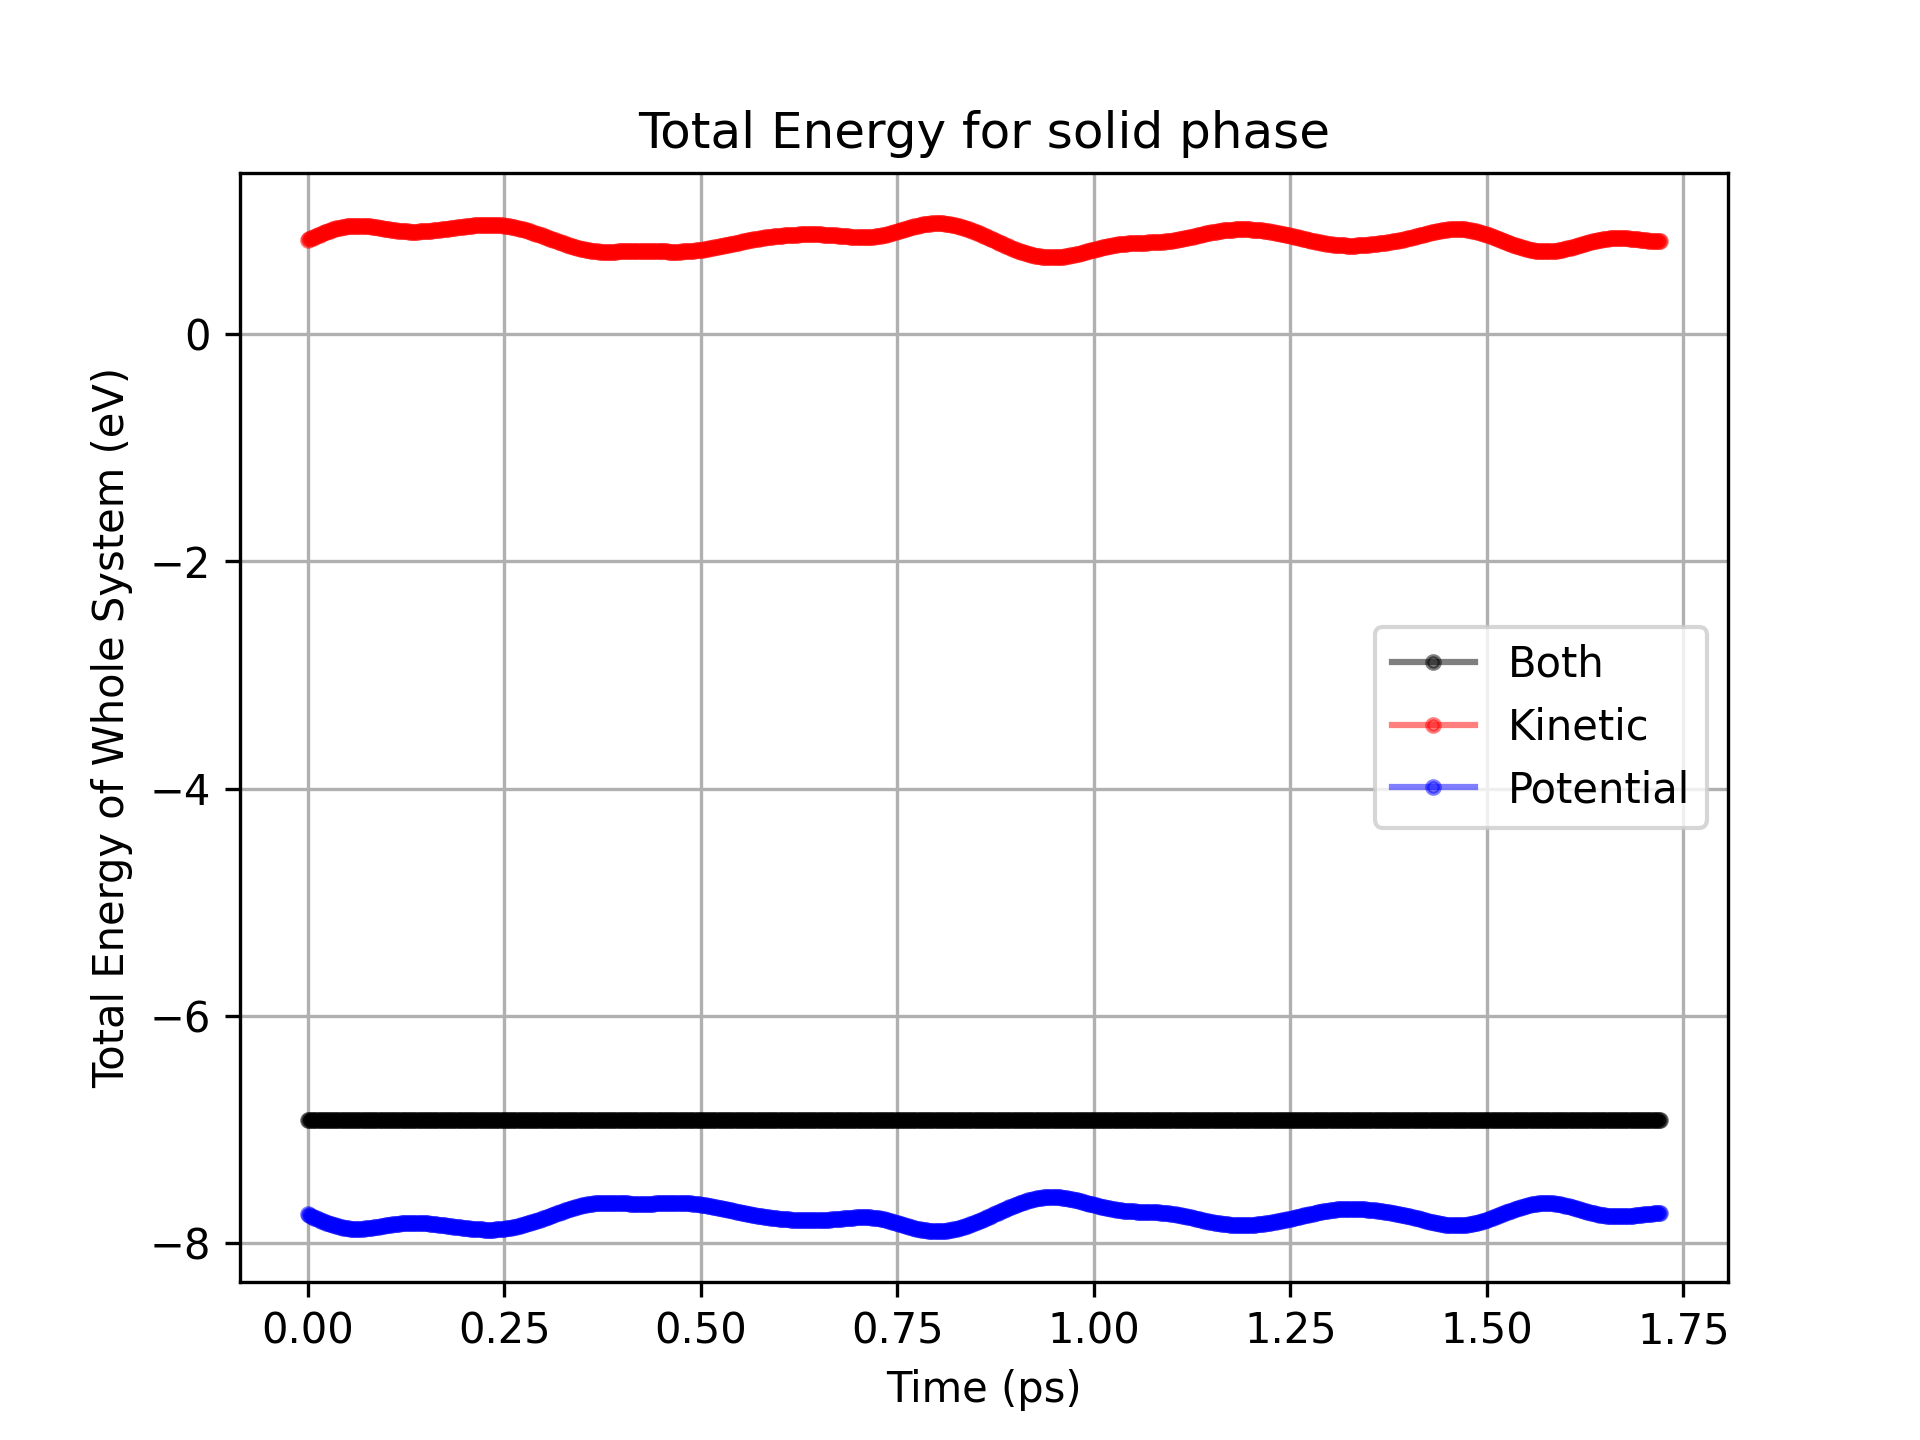 Total Energy for solid phase
Total Energy of Whole System (eV)
0
−2
−4
−6
−8
Both
Kinetic
Potential
0.00 0.25 0.50 0.75 1.00 1.25 1.50 1.75
Time (ps)